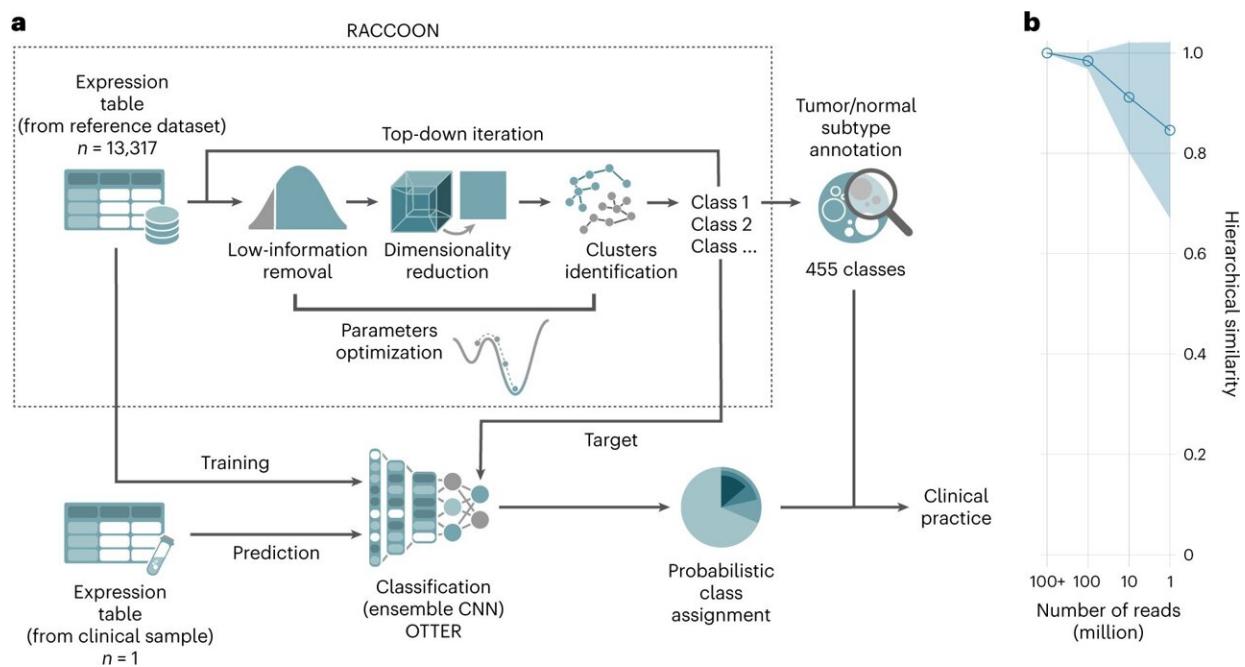 a
RACCOON
Expression
table
(from reference dataset)
n = 13,317
Top-down iteration
Low-information
removal
Dimensionality
reduction
Clusters
identification
Class 1
Class 2
Class ...
Parameters
optimization
Tumor/normal
subtype
annotation
455 classes
Training
Target
Prediction
Expression
table
(from clinical sample)
n = 1
Classification
(ensemble CNN)
OTTER
Probabilistic
class
assignment
Clinical
practice
b
1.0
0.8
0.6
0.4
0.2
0
Hierarchical similarity
100+ 100 10 1
Number of reads
(million)